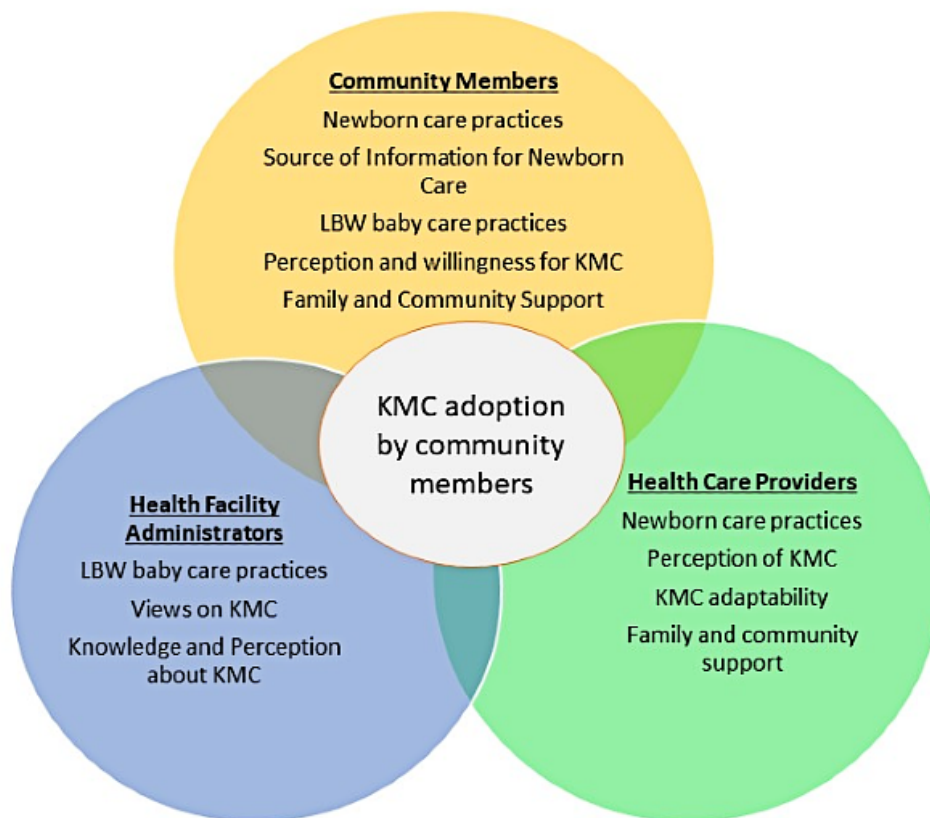 Community Members
Newborn care practices
Source of Information for Newborn
Care
LBW baby care practices
Perception and willingness for KMC
Family and Community Support
KMC adoption
by community
members
Health Facility
Administrators
LBW baby care practices
Views on KMC
Knowledge and Perception
about KMC
Health Care Providers
Newborn care practices
Perception of KMC
KMC adaptability
Family and community
support